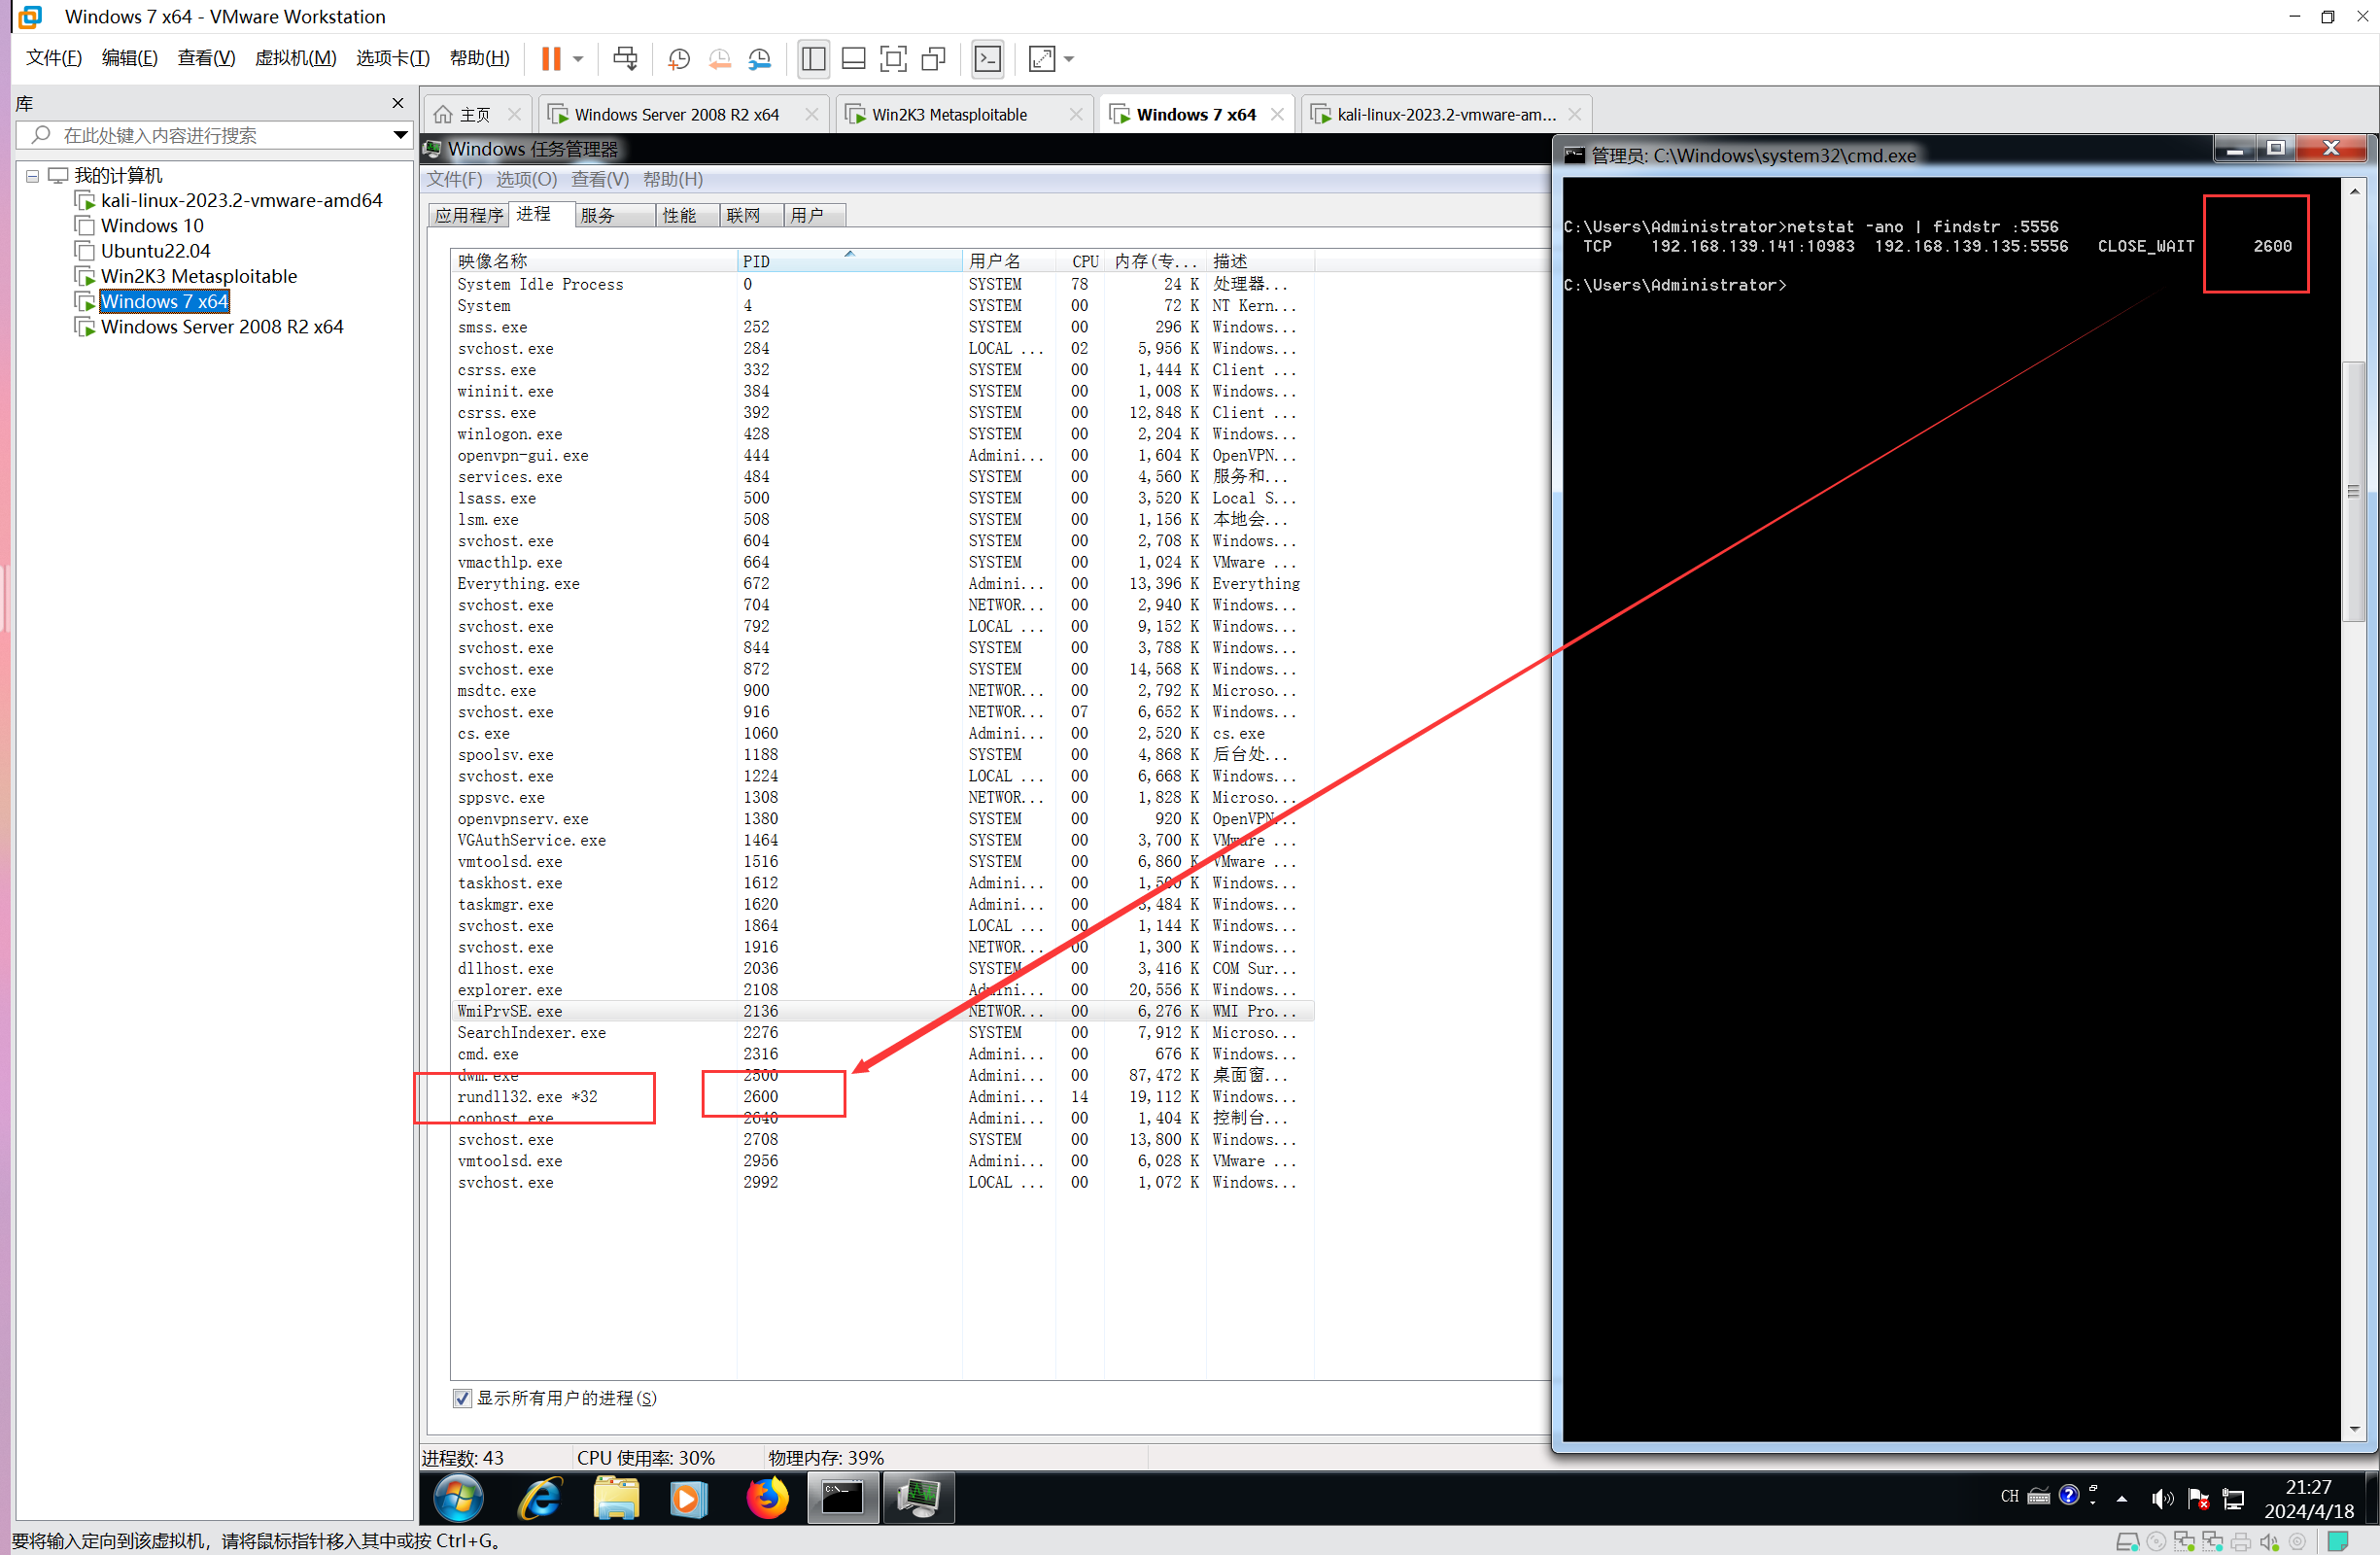 Windows 7 x64 - VMware Workstation
文件(F) 编辑(E) 查看(V) 虚拟机(M) 选项卡(T) 帮助(H)
库
在此处键入内容进行搜索
我的计算机
kali-linux-2023.2-vmware-amd64
Windows 10
Ubuntu22.04
Win2K3 Metasploitable
Windows 7 x64
Windows Server 2008 R2 x64
主页 Windows Server 2008 R2 x64 Win2K3 Metasploitable Windows 7 x64 kali-linux-2023.2-vmware-am...
Windows 任务管理器
文件(F) 选项(O) 查看(V) 帮助(H)
应用程序 进程 服务 性能 联网 用户
映像名称 PID 用户名 CPU 内存(专... 描述
System Idle Process 0 SYSTEM 78 24 K 处理器...
System 4 SYSTEM 00 72 K NT Kern...
smss.exe 252 SYSTEM 00 296 K Windows...
svchost.exe 284 LOCAL ... 02 5,956 K Windows...
csrss.exe 332 SYSTEM 00 1,444 K Client ...
wininit.exe 384 SYSTEM 00 1,008 K Windows...
csrss.exe 392 SYSTEM 00 12,848 K Client ...
winlogon.exe 428 SYSTEM 00 2,204 K Windows...
openvpn-gui.exe 444 Admini... 00 1,604 K OpenVPN...
services.exe 484 SYSTEM 00 4,560 K 服务和...
lsass.exe 500 SYSTEM 00 3,520 K Local S...
lsm.exe 508 SYSTEM 00 1,156 K 本地会...
svchost.exe 604 SYSTEM 00 2,708 K Windows...
vmacthlp.exe 664 SYSTEM 00 1,024 K VMware ...
Everything.exe 672 Admini... 00 13,396 K Everything
svchost.exe 704 NETWOR... 00 2,940 K Windows...
svchost.exe 792 LOCAL ... 00 9,152 K Windows...
svchost.exe 844 SYSTEM 00 3,788 K Windows...
svchost.exe 872 SYSTEM 00 14,568 K Windows...
msdtc.exe 900 NETWOR... 00 2,792 K Microso...
svchost.exe 916 NETWOR... 07 6,652 K Windows...
cs.exe 1060 Admini... 00 2,520 K cs.exe
spoolsv.exe 1188 SYSTEM 00 4,868 K 后台处...
svchost.exe 1224 LOCAL ... 00 6,668 K Windows...
sppsvc.exe 1308 NETWOR... 00 1,828 K Microso...
openvpnserv.exe 1380 SYSTEM 00 920 K OpenVPN...
VGAuthService.exe 1464 SYSTEM 00 3,700 K VMware ...
vmtoolsd.exe 1516 SYSTEM 00 6,860 K VMware ...
taskhost.exe 1612 Admini... 00 K Windows...
taskmgr.exe 1620 Admini... 00 3,484 K Windows...
svchost.exe 1864 LOCAL ... 00 1,144 K Windows...
svchost.exe 1916 NETWOR... 00 1,300 K Windows...
dllhost.exe 2036 SYSTEM 00 3,416 K COM Sur...
explorer.exe 2108 Admini... 00 20,556 K Windows...
WmiPrvSE.exe 2136 NETWOR... 00 6,276 K WMI Pro...
SearchIndexer.exe 2276 SYSTEM 00 7,912 K Microso...
cmd.exe 2316 Admini... 00 676 K Windows...
dwm.exe 2500 Admini... 00 87,472 K 桌面窗...
rundll32.exe *32 2600 Admini... 14 19,112 K Windows...
conhost.exe 2640 Admini... 00 1,404 K 控制台...
svchost.exe 2708 SYSTEM 00 13,800 K Windows...
vmtoolsd.exe 2956 Admini... 00 6,028 K VMware ...
svchost.exe 2992 LOCAL ... 00 1,072 K Windows...
显示所有用户的进程(S)
进程数: 43 CPU 使用率: 30% 物理内存: 39%
管理员: C:\Windows\system32\cmd.exe
C:\Users\Administrator>netstat -ano | findstr :5556
TCP 192.168.139.141:10983 192.168.139.135:5556 CLOSE_WAIT 2600
C:\Users\Administrator>
CH
21:27
2024/4/18
要将输入定向到该虚拟机，请将鼠标指针移入其中或按 Ctrl+G。